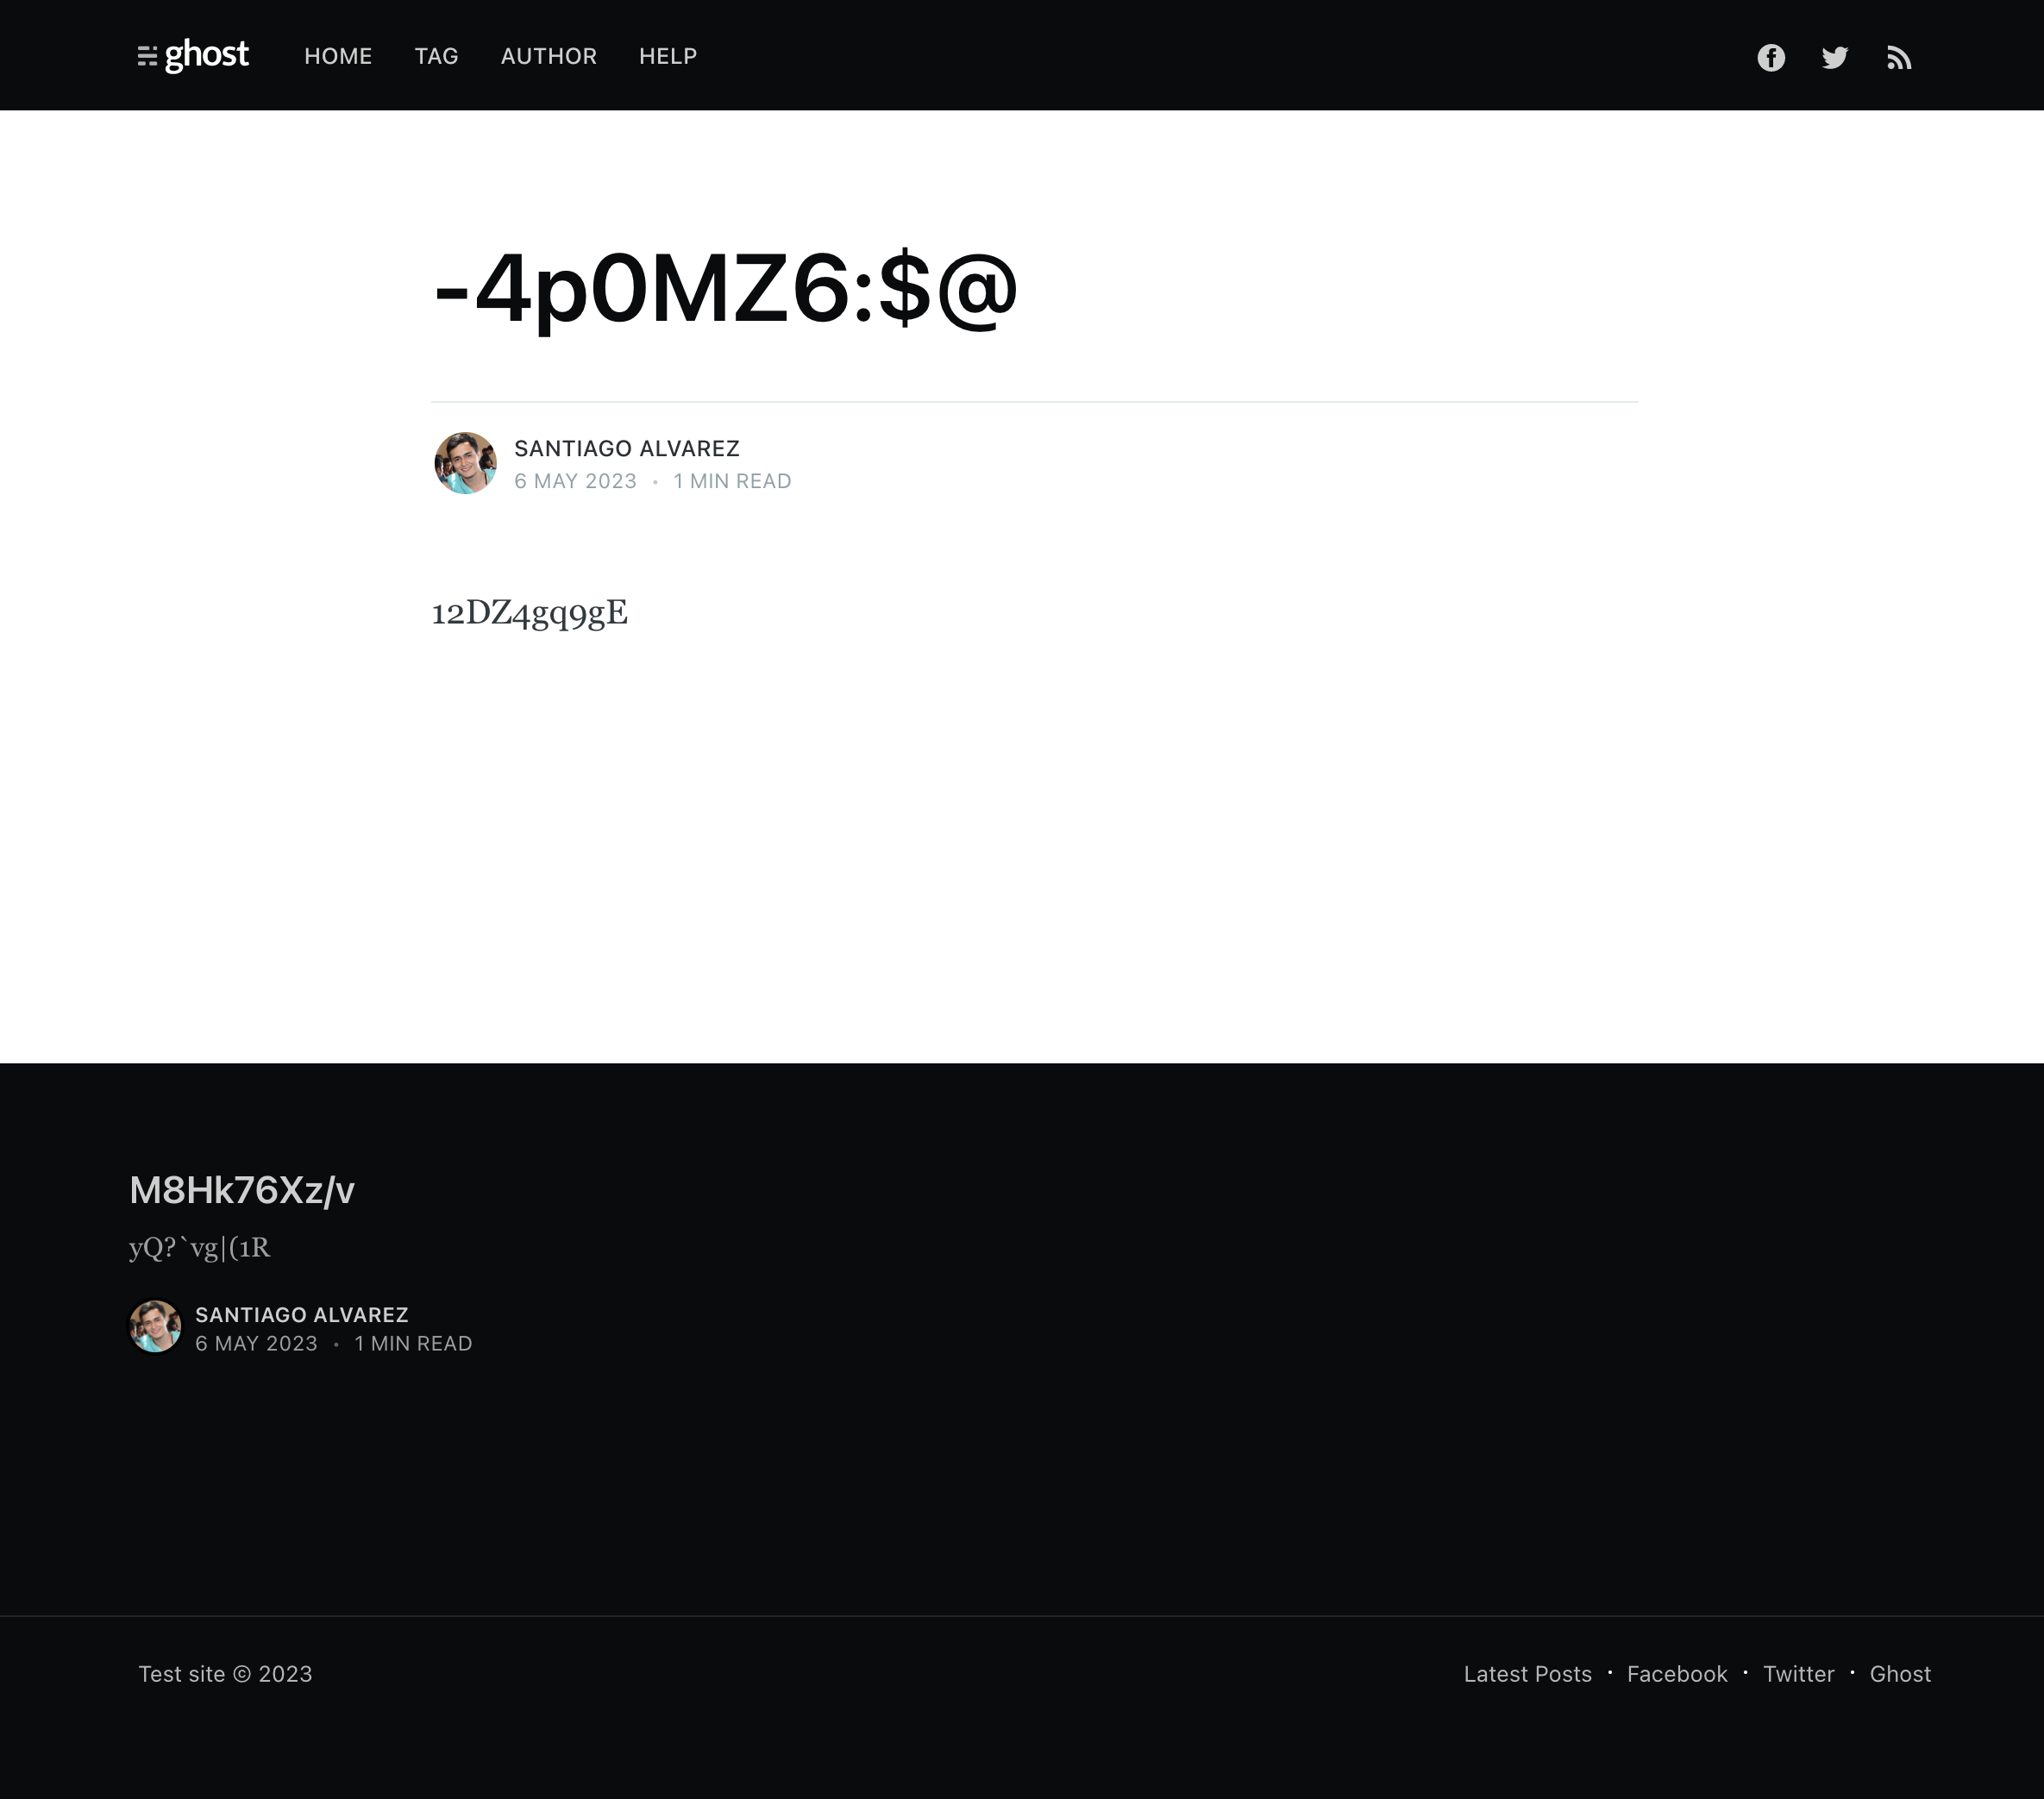 ghost HOME TAG AUTHOR HELP
-4p0MZ6:$@
SANTIAGO ALVAREZ
6 MAY 2023 • 1 MIN READ
12DZ4gq9gE
M8Hk76Xz/v
yQ?`vg|(1R
SANTIAGO ALVAREZ
6 MAY 2023 • 1 MIN READ
Test site © 2023
Latest Posts • Facebook • Twitter • Ghost